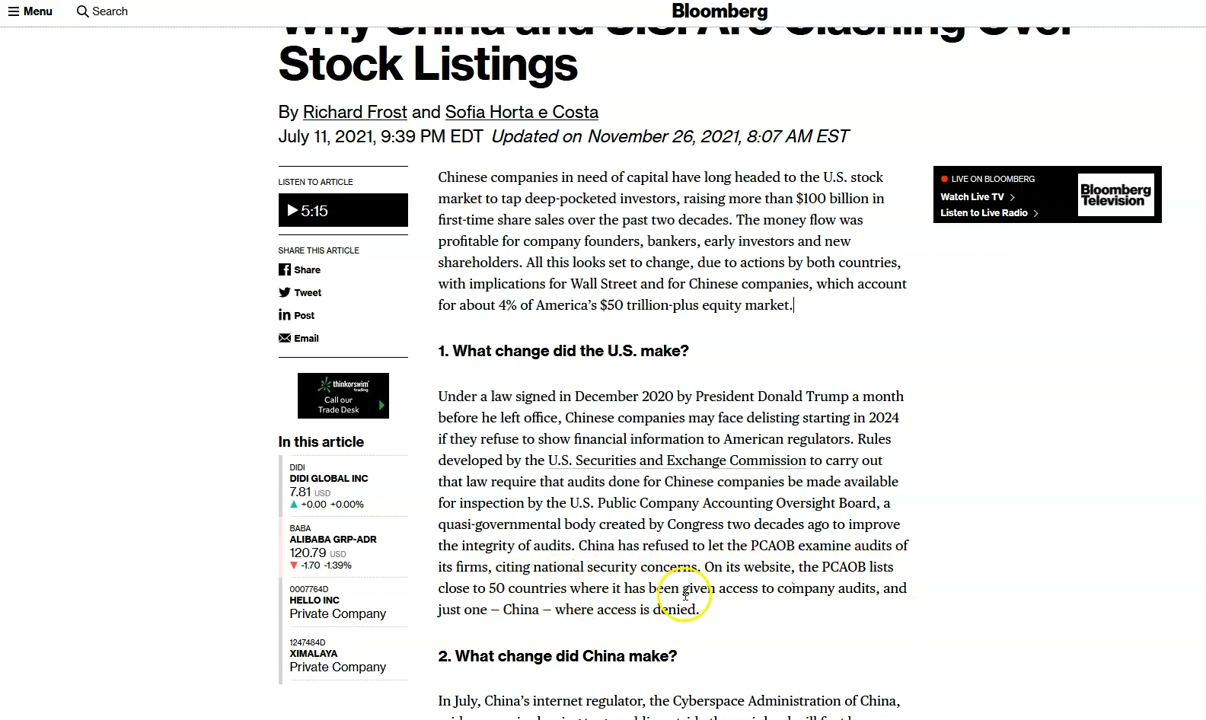 Menu
Search
Bloomberg
Why China and U.S. Are Clashing Over
Stock Listings
By Richard Frost and Sofia Horta e Costa
July 11, 2021, 9:39 PM EDT Updated on November 26, 2021, 8:07 AM EST
LISTEN TO ARTICLE
5:15
SHARE THIS ARTICLE
Share
Tweet
Post
Email
thinkorswim
trading
Call our
Trade Desk
In this article
DIDI
DIDI GLOBAL INC
7.81 USD
+0.00 +0.00%
BABA
ALIBABA GRP-ADR
120.79 USD
-1.70 -1.39%
0007764D
HELLO INC
Private Company
1247484D
XIMALAYA
Private Company
Chinese companies in need of capital have long headed to the U.S. stock
market to tap deep-pocketed investors, raising more than $100 billion in
first-time share sales over the past two decades. The money flow was
profitable for company founders, bankers, early investors and new
shareholders. All this looks set to change, due to actions by both countries,
with implications for Wall Street and for Chinese companies, which account
for about 4% of America’s $50 trillion-plus equity market.
1. What change did the U.S. make?
Under a law signed in December 2020 by President Donald Trump a month
before he left office, Chinese companies may face delisting starting in 2024
if they refuse to show financial information to American regulators. Rules
developed by the U.S. Securities and Exchange Commission to carry out
that law require that audits done for Chinese companies be made available
for inspection by the U.S. Public Company Accounting Oversight Board, a
quasi-governmental body created by Congress two decades ago to improve
the integrity of audits. China has refused to let the PCAOB examine audits of
its firms, citing national security concerns. On its website, the PCAOB lists
close to 50 countries where it has been given access to company audits, and
just one – China – where access is denied.
2. What change did China make?
In July, China’s internet regulator, the Cyberspace Administration of China,
LIVE ON BLOOMBERG
Watch Live TV
Listen to Live Radio
Bloomberg
Television